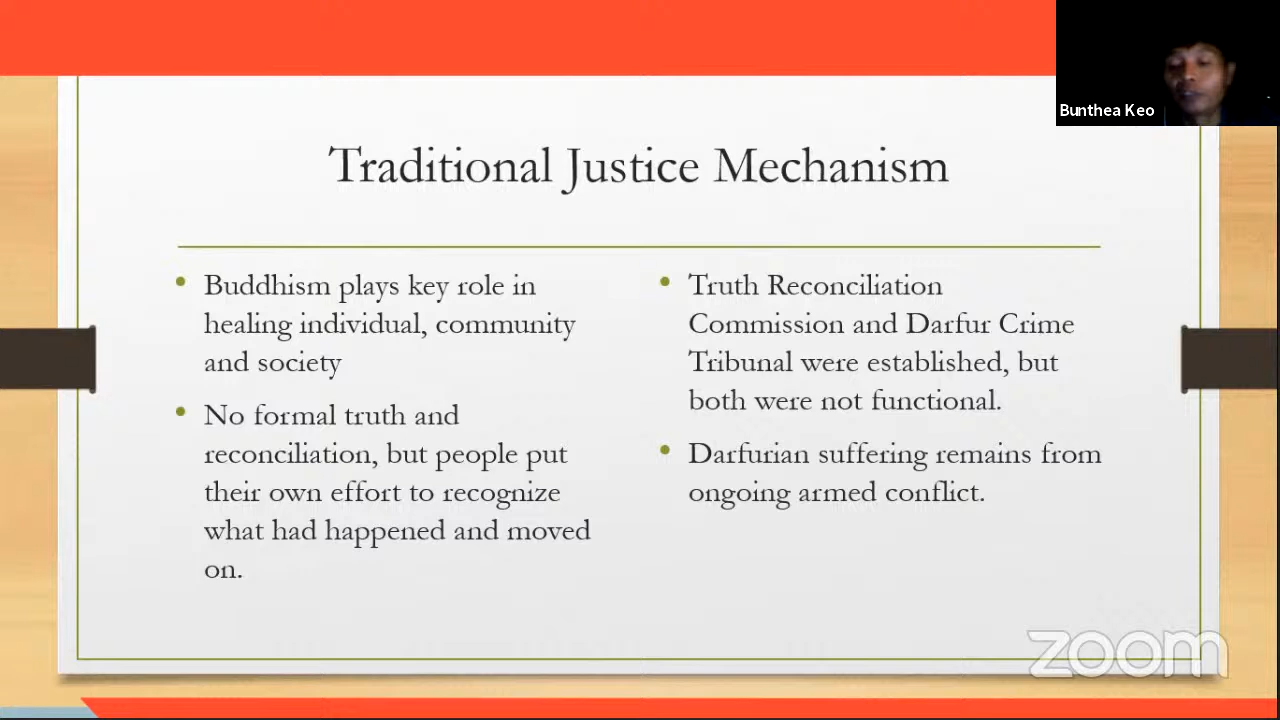 Bunthea Keo
Traditional Justice Mechanism
• Buddhism plays key role in
healing individual, community
and society
• No formal truth and
reconciliation, but people put
their own effort to recognize
what had happened and moved
on.
• Truth Reconciliation
Commission and Darfur Crime
Tribunal were established, but
both were not functional.
• Darfurian suffering remains from
ongoing armed conflict.
zoom